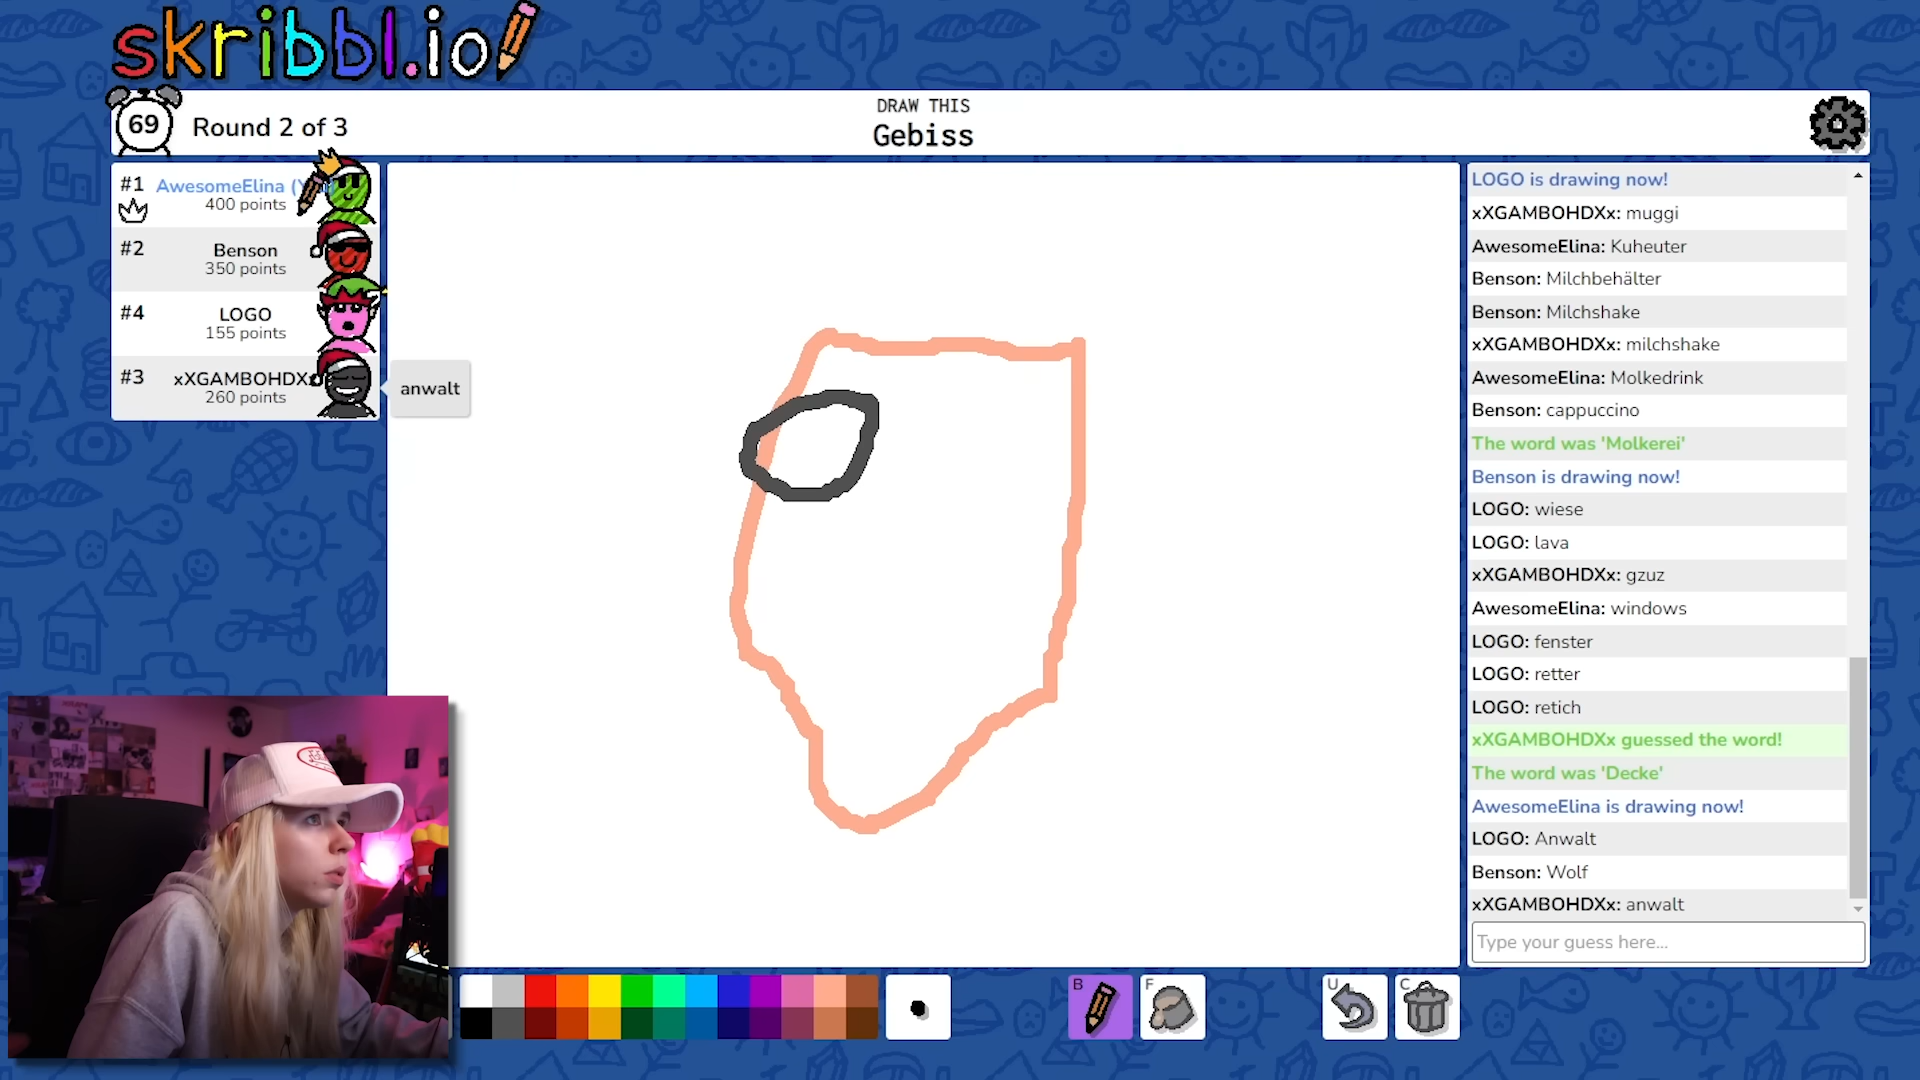 skribbl.io
69
Round 2 of 3
DRAW THIS
Gebiss
#1
AwesomeElina (Y
400 points
#2
Benson
350 points
#4
LOGO
155 points
#3
xXGAMBOHDX
260 points
anwalt
LOGO is drawing now!
xXGAMBOHDXx: muggi
AwesomeElina: Kuheuter
Benson: Milchbehälter
Benson: Milchshake
xXGAMBOHDXx: milchshake
AwesomeElina: Molkedrink
Benson: cappuccino
The word was 'Molkerei'
Benson is drawing now!
LOGO: wiese
LOGO: lava
xXGAMBOHDXx: gzuz
AwesomeElina: windows
LOGO: fenster
LOGO: retter
LOGO: retich
xXGAMBOHDXx guessed the word!
The word was 'Decke'
AwesomeElina is drawing now!
LOGO: Anwalt
Benson: Wolf
xXGAMBOHDXx: anwalt
Type your guess here...
B
F
U
C